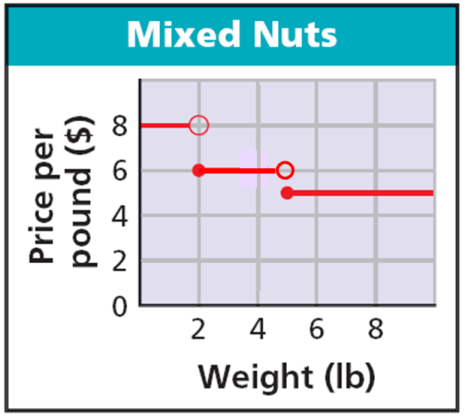 Mixed Nuts
Price per
pound ($)
8
6
4
2
0
2 4 6 8
Weight (lb)